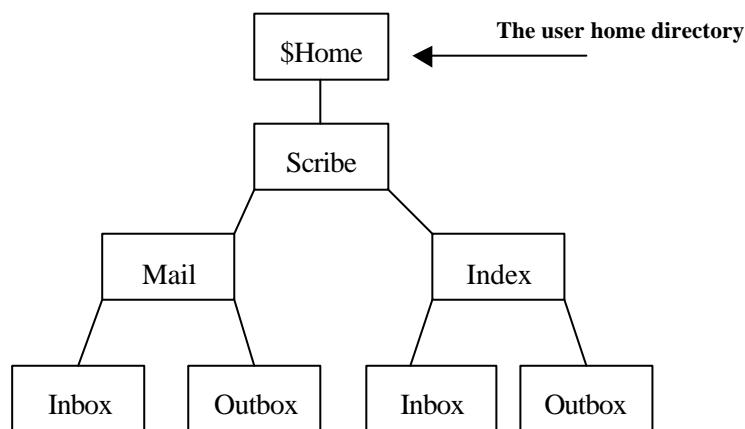 The user home directory
$Home
Scribe
Mail
Index
Inbox
Outbox
Inbox
Outbox